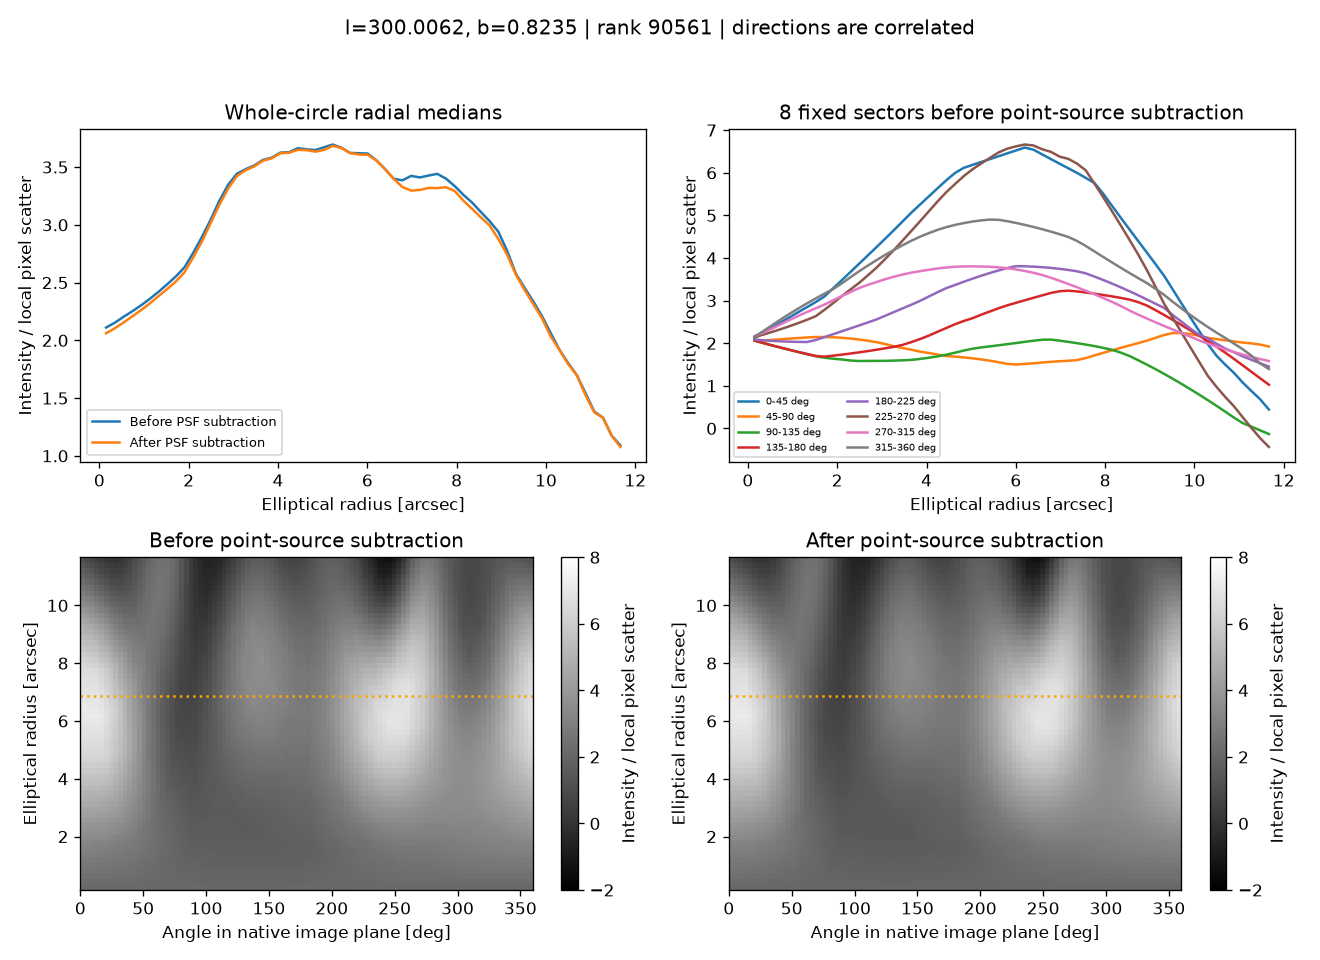 l=300.0062, b=0.8235 | rank 90561 | directions are correlated
Whole-circle radial medians
Intensity / local pixel scatter
3.5
3.0
2.5
2.0
1.5
1.0
Before PSF subtraction
After PSF subtraction
0 2 4 6 8 10 12
Elliptical radius [arcsec]
8 fixed sectors before point-source subtraction
Intensity / local pixel scatter
7
6
5
4
3
2
1
0
0-45 deg
45-90 deg
90-135 deg
135-180 deg
180-225 deg
225-270 deg
270-315 deg
315-360 deg
0 2 4 6 8 10 12
Elliptical radius [arcsec]
Before point-source subtraction
Elliptical radius [arcsec]
10
8
6
4
2
0 50 100 150 200 250 300 350
Angle in native image plane [deg]
8
6
4
2
0
−2
Intensity / local pixel scatter
After point-source subtraction
Elliptical radius [arcsec]
10
8
6
4
2
0 50 100 150 200 250 300 350
Angle in native image plane [deg]
8
6
4
2
0
−2
Intensity / local pixel scatter